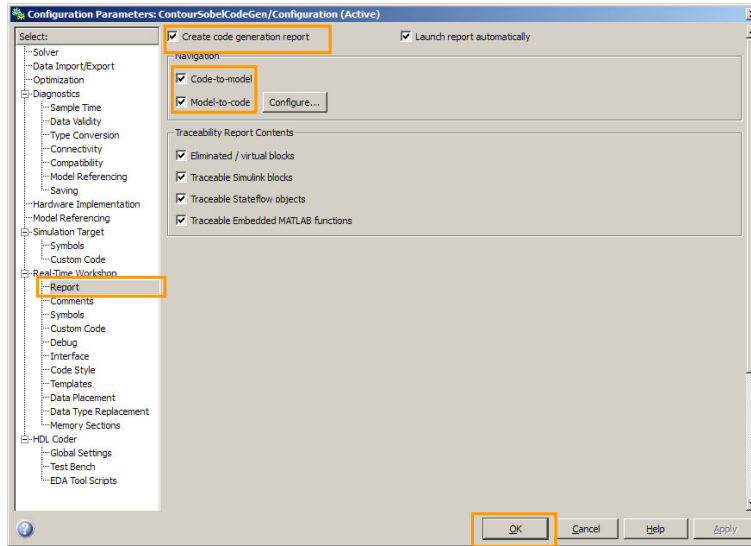 Configuration Parameters: ContourSobelCodeGen/Configuration (Active)
Select:
Solver
Data Import/Export
Optimization
Diagnostics
Sample Time
Data Validity
Type Conversion
Connectivity
Compatibility
Model Referencing
Saving
Hardware Implementation
Model Referencing
Simulation Target
Symbols
Custom Code
Real-Time Workshop
Report
Comments
Symbols
Custom Code
Debug
Interface
Code Style
Templates
Data Placement
Data Type Replacement
Memory Sections
HDL Coder
Global Settings
Test Bench
EDA Tool Scripts
Create code generation report Launch report automatically
Navigation
Code-to-model
Model-to-code Configure...
Traceability Report Contents
Eliminated / virtual blocks
Traceable Simulink blocks
Traceable Stateflow objects
Traceable Embedded MATLAB functions
? OK Cancel Help Apply